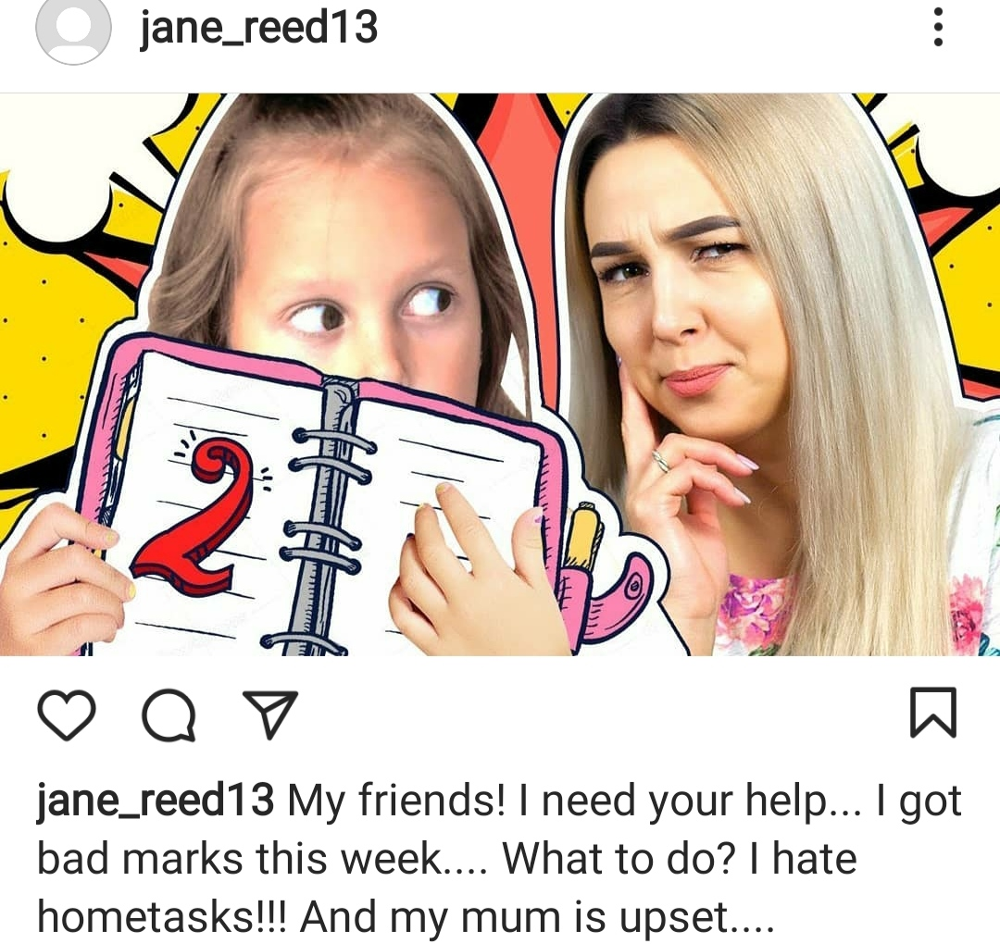 jane_reed13
2
jane_reed13 My friends! I need your help... I got
bad marks this week.... What to do? I hate
hometasks!!! And my mum is upset....